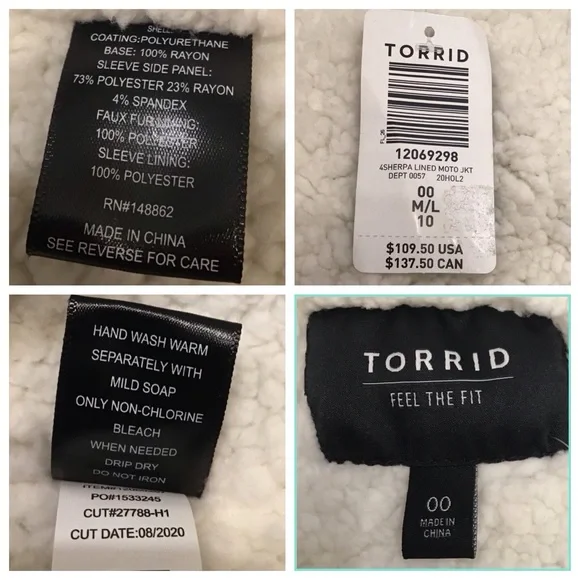 SHELL:
COATING:POLYURETHANE
BASE: 100% RAYON
SLEEVE SIDE PANEL:
73% POLYESTER 23% RAYON
4% SPANDEX
FAUX FUR LINING:
100% POLYESTER
SLEEVE LINING:
100% POLYESTER
RN#148862
MADE IN CHINA
SEE REVERSE FOR CARE
TORRID
12069298
4SHERPA LINED MOTO JKT
DEPT 0057 20HOL2
00
M/L
10
$109.50 USA
$137.50 CAN
HAND WASH WARM
SEPARATELY WITH
MILD SOAP
ONLY NON-CHLORINE
BLEACH
WHEN NEEDED
DRIP DRY
DO NOT IRON
PO#1533245
CUT#27788-H1
CUT DATE:08/2020
TORRID
FEEL THE FIT
00
MADE IN
CHINA